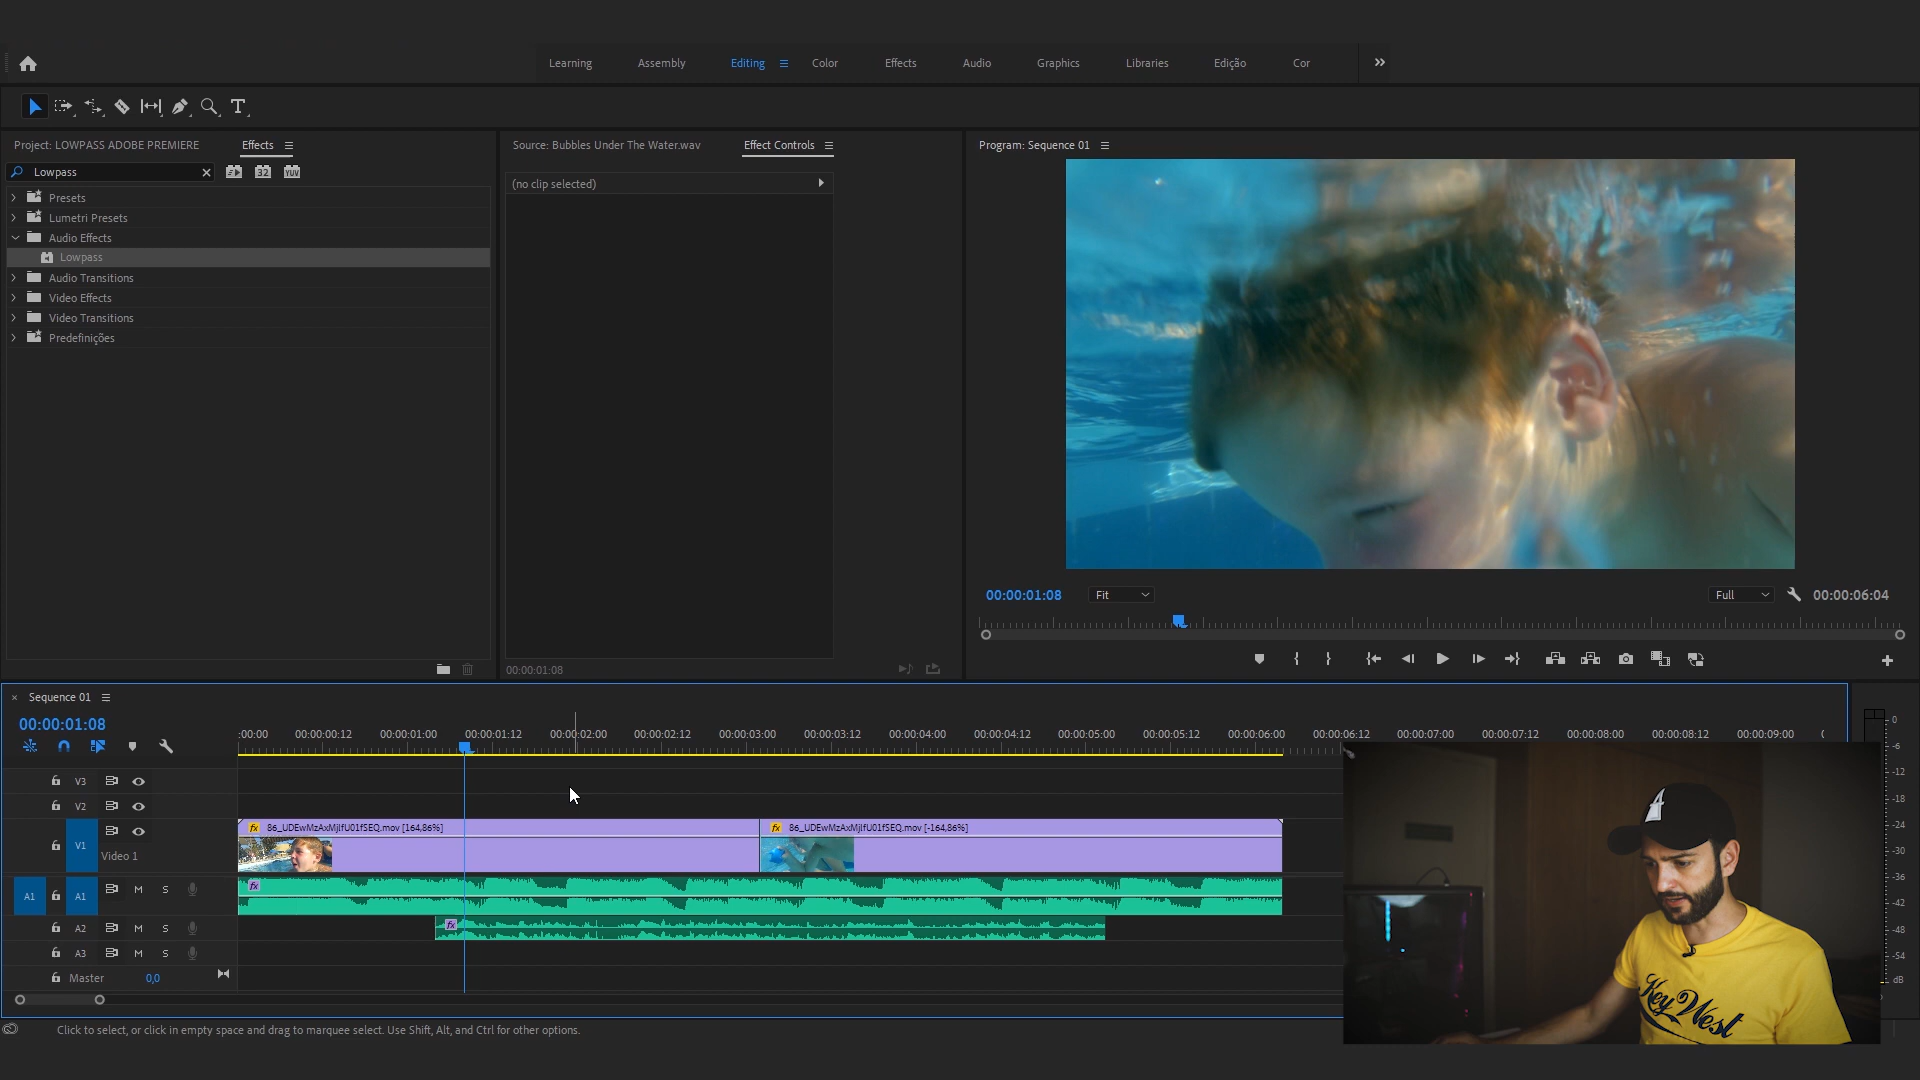 Learning Assembly Editing Color Effects Audio Graphics Libraries Edição Cor
Project: LOWPASS ADOBE PREMIERE Effects
Lowpass
32 YUV
Presets
Lumetri Presets
Audio Effects
Lowpass
Audio Transitions
Video Effects
Video Transitions
Predefinições
Source: Bubbles Under The Water.wav Effect Controls
(no clip selected)
00:00:01:08
Program: Sequence 01
00:00:01:08 Fit Full 00:00:06:04
× Sequence 01
00:00:01:08
:00:00 00:00:00:12 00:00:01:00 00:00:01:12 00:00:02:00 00:00:02:12 00:00:03:00 00:00:03:12 00:00:04:00 00:00:04:12 00:00:05:00 00:00:05:12 00:00:06:00 00:00:06:12 00:00:07:00 00:00:07:12 00:00:08:00 00:00:08:12 00:00:09:00
V3
V2
V1 Video 1
fx 86_UDEwMzAxMjIfU01fSEQ.mov [164,86%]
fx 86_UDEwMzAxMjIfU01fSEQ.mov [-164,86%]
A1 A1 M S fx
A2 M S fx
A3 M S
Master 0,0
0
-6
-12
-18
-24
-30
-36
-42
-48
-54
dB
Key West
Click to select, or click in empty space and drag to marquee select. Use Shift, Alt, and Ctrl for other options.